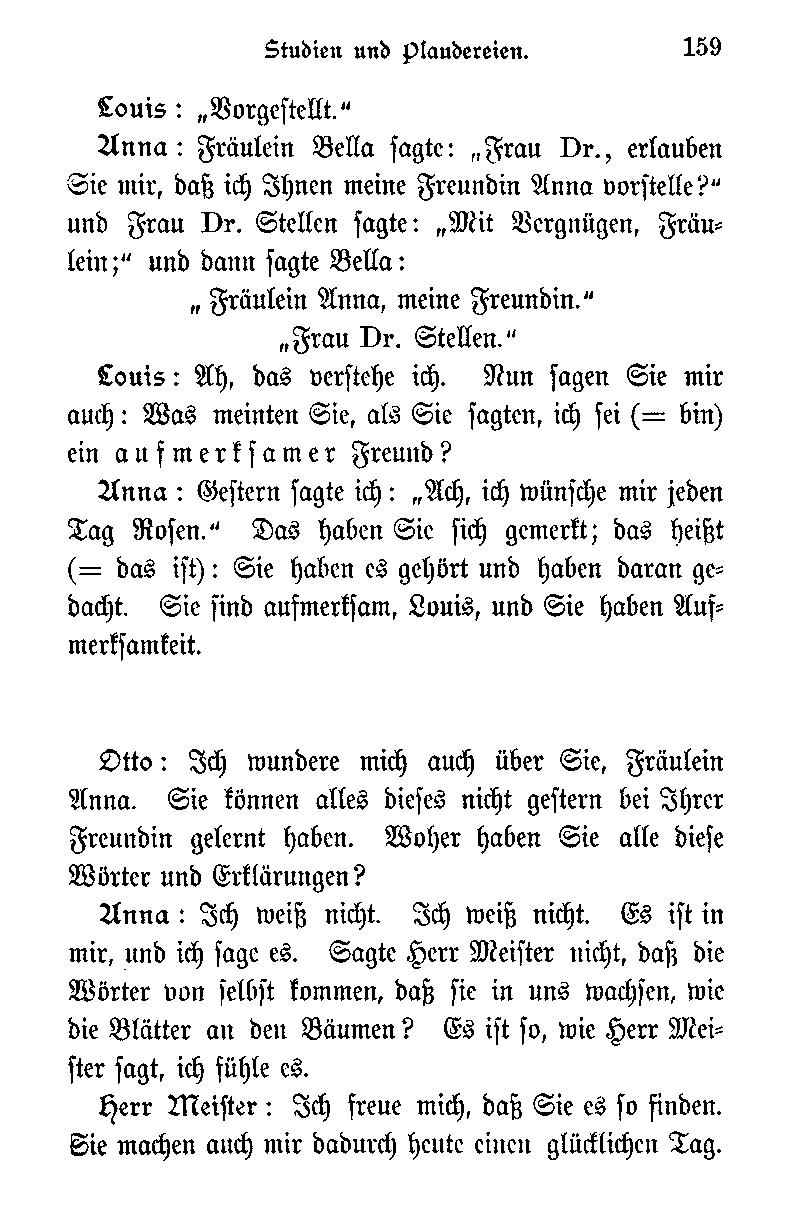 Studien und Plaudereien. 159
Louis: „Vorgestellt.“
Anna: Fräulein Bella sagte: „Frau Dr., erlauben
Sie mir, daß ich Ihnen meine Freundin Anna vorstelle?“
und Frau Dr. Stellen sagte: „Mit Vergnügen, Fräu-
lein;“ und dann sagte Bella:
„Fräulein Anna, meine Freundin.“
„Frau Dr. Stellen.“
Louis: Ah, das verstehe ich. Nun sagen Sie mir
auch: Was meinten Sie, als Sie sagten, ich sei (= bin)
ein aufmerksamer Freund?
Anna: Gestern sagte ich: „Ach, ich wünsche mir jeden
Tag Rosen.“ Das haben Sie sich gemerkt; das heißt
(= das ist): Sie haben es gehört und haben daran ge-
dacht. Sie sind aufmerksam, Louis, und Sie haben Auf-
merksamkeit.
Otto: Ich wundere mich auch über Sie, Fräulein
Anna. Sie können alles dieses nicht gestern bei Ihrer
Freundin gelernt haben. Woher haben Sie alle diese
Wörter und Erklärungen?
Anna: Ich weiß nicht. Ich weiß nicht. Es ist in
mir, und ich sage es. Sagte Herr Meister nicht, daß die
Wörter von selbst kommen, daß sie in uns wachsen, wie
die Blätter an den Bäumen? Es ist so, wie Herr Mei-
ster sagt, ich fühle es.
Herr Meister: Ich freue mich, daß Sie es so finden.
Sie machen auch mir dadurch heute einen glücklichen Tag.